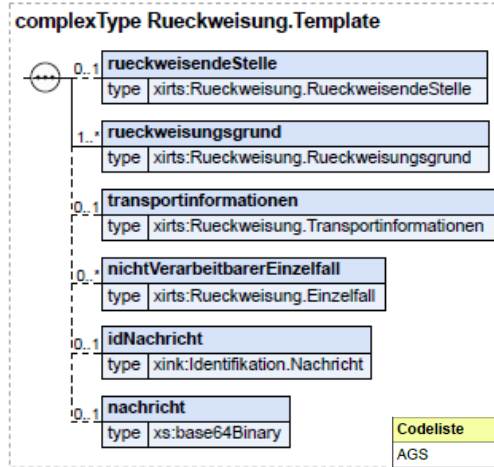 complexType Rueckweisung.Template
0..1 rueckweisendeStelle
type xirts:Rueckweisung.RueckweisendeStelle
1..* rueckweisungsgrund
type xirts:Rueckweisung.Rueckweisungsgrund
0..1 transportinformationen
type xirts:Rueckweisung.Transportinformationen
0..* nichtVerarbeitbarerEinzelfall
type xirts:Rueckweisung.Einzelfall
0..1 idNachricht
type xink:Identifikation.Nachricht
0..1 nachricht
type xs:base64Binary
Codeliste
AGS